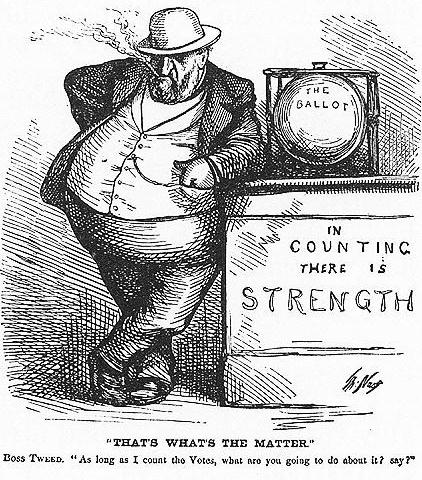 THE
BALLOT
IN
COUNTING
THERE IS
STRENGTH
Th. Nast
"THAT'S WHAT'S THE MATTER."
BOSS TWEED. "As long as I count the Votes, what are you going to do about it? say?"